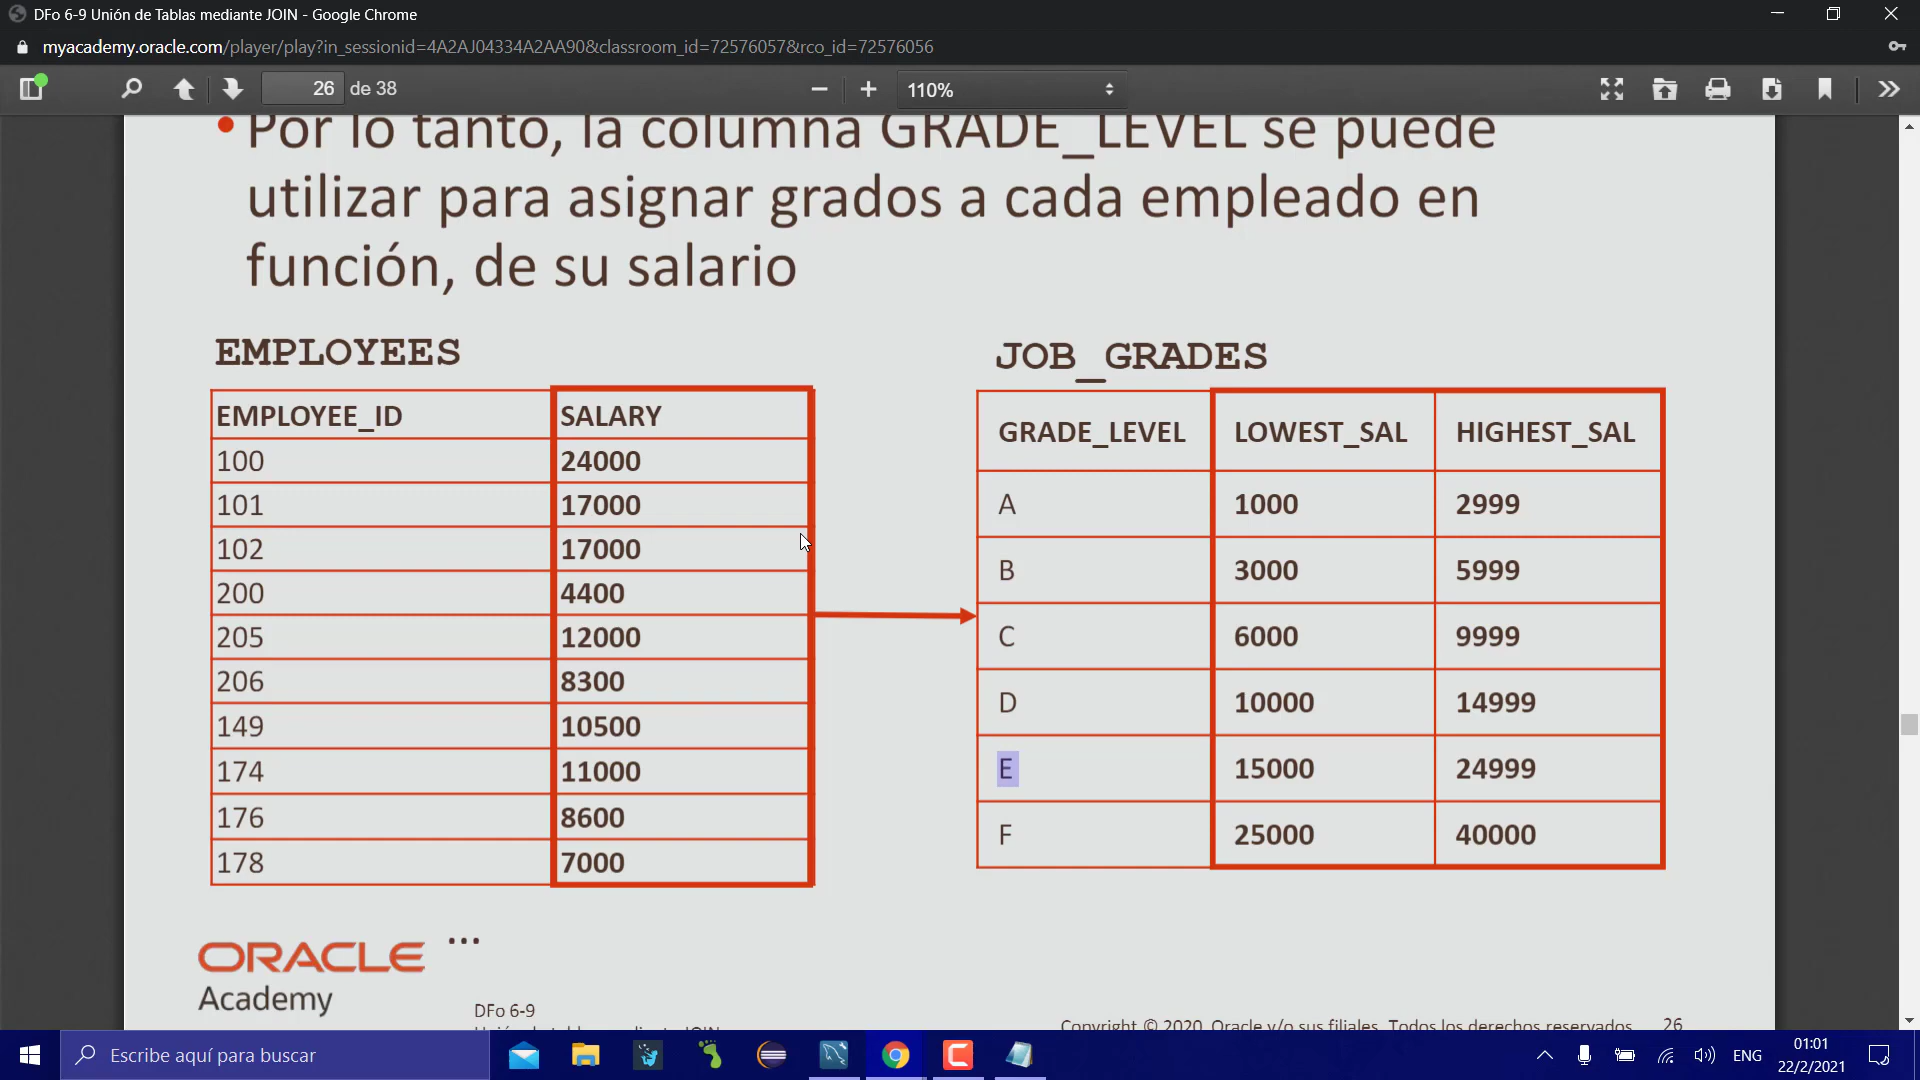 DFo 6-9 Unión de Tablas mediante JOIN - Google Chrome
myacademy.oracle.com/player/play?in_sessionid=4A2AJ04334A2AA90&classroom_id=72576057&rco_id=72576056
26 de 38
110%
• Por lo tanto, la columna GRADE_LEVEL se puede
utilizar para asignar grados a cada empleado en
función, de su salario
EMPLOYEES
EMPLOYEE_ID SALARY
100 24000
101 17000
102 17000
200 4400
205 12000
206 8300
149 10500
174 11000
176 8600
178 7000
...
JOB_GRADES
GRADE_LEVEL LOWEST_SAL HIGHEST_SAL
A 1000 2999
B 3000 5999
C 6000 9999
D 10000 14999
E 15000 24999
F 25000 40000
ORACLE
Academy
DFo 6-9
Unión de tablas mediante JOIN
Copyright © 2020, Oracle y/o sus filiales. Todos los derechos reservados.
26
Escribe aquí para buscar
ENG
01:01
22/2/2021